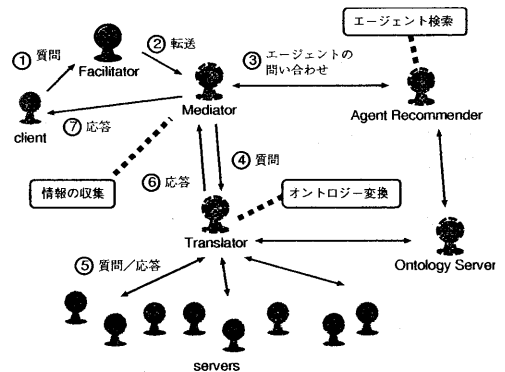 ① 質問
② 転送
Facilitator
client
⑦ 応答
Mediator
③ エージェントの
問い合わせ
エージェント検索
Agent Recommender
情報の収集
⑥ 応答
④ 質問
オントロジー変換
Translator
Ontology Server
⑤ 質問/応答
servers